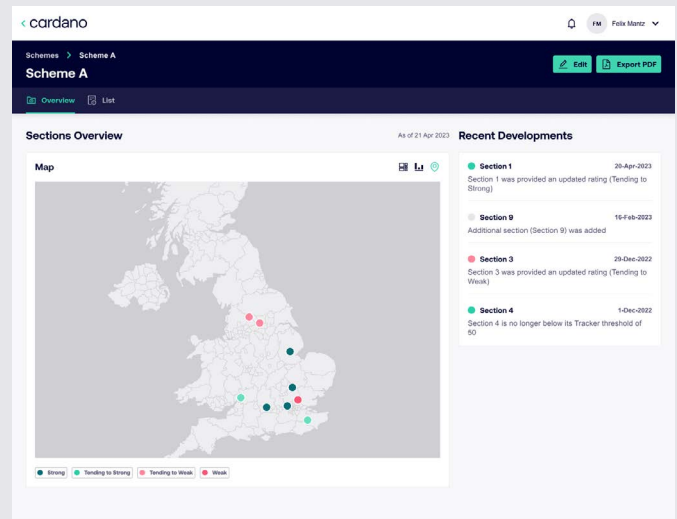 cardano
FM Felix Mantz
Schemes > Scheme A
Scheme A
Edit
Export PDF
Overview
List
Sections Overview
As of 21 Apr 2023
Map
Strong
Tending to Strong
Tending to Weak
Weak
Recent Developments
Section 1 20-Apr-2023
Section 1 was provided an updated rating (Tending to
Strong)
Section 9 16-Feb-2023
Additional section (Section 9) was added
Section 3 29-Dec-2022
Section 3 was provided an updated rating (Tending to
Weak)
Section 4 1-Dec-2022
Section 4 is no longer below its Tracker threshold of
50